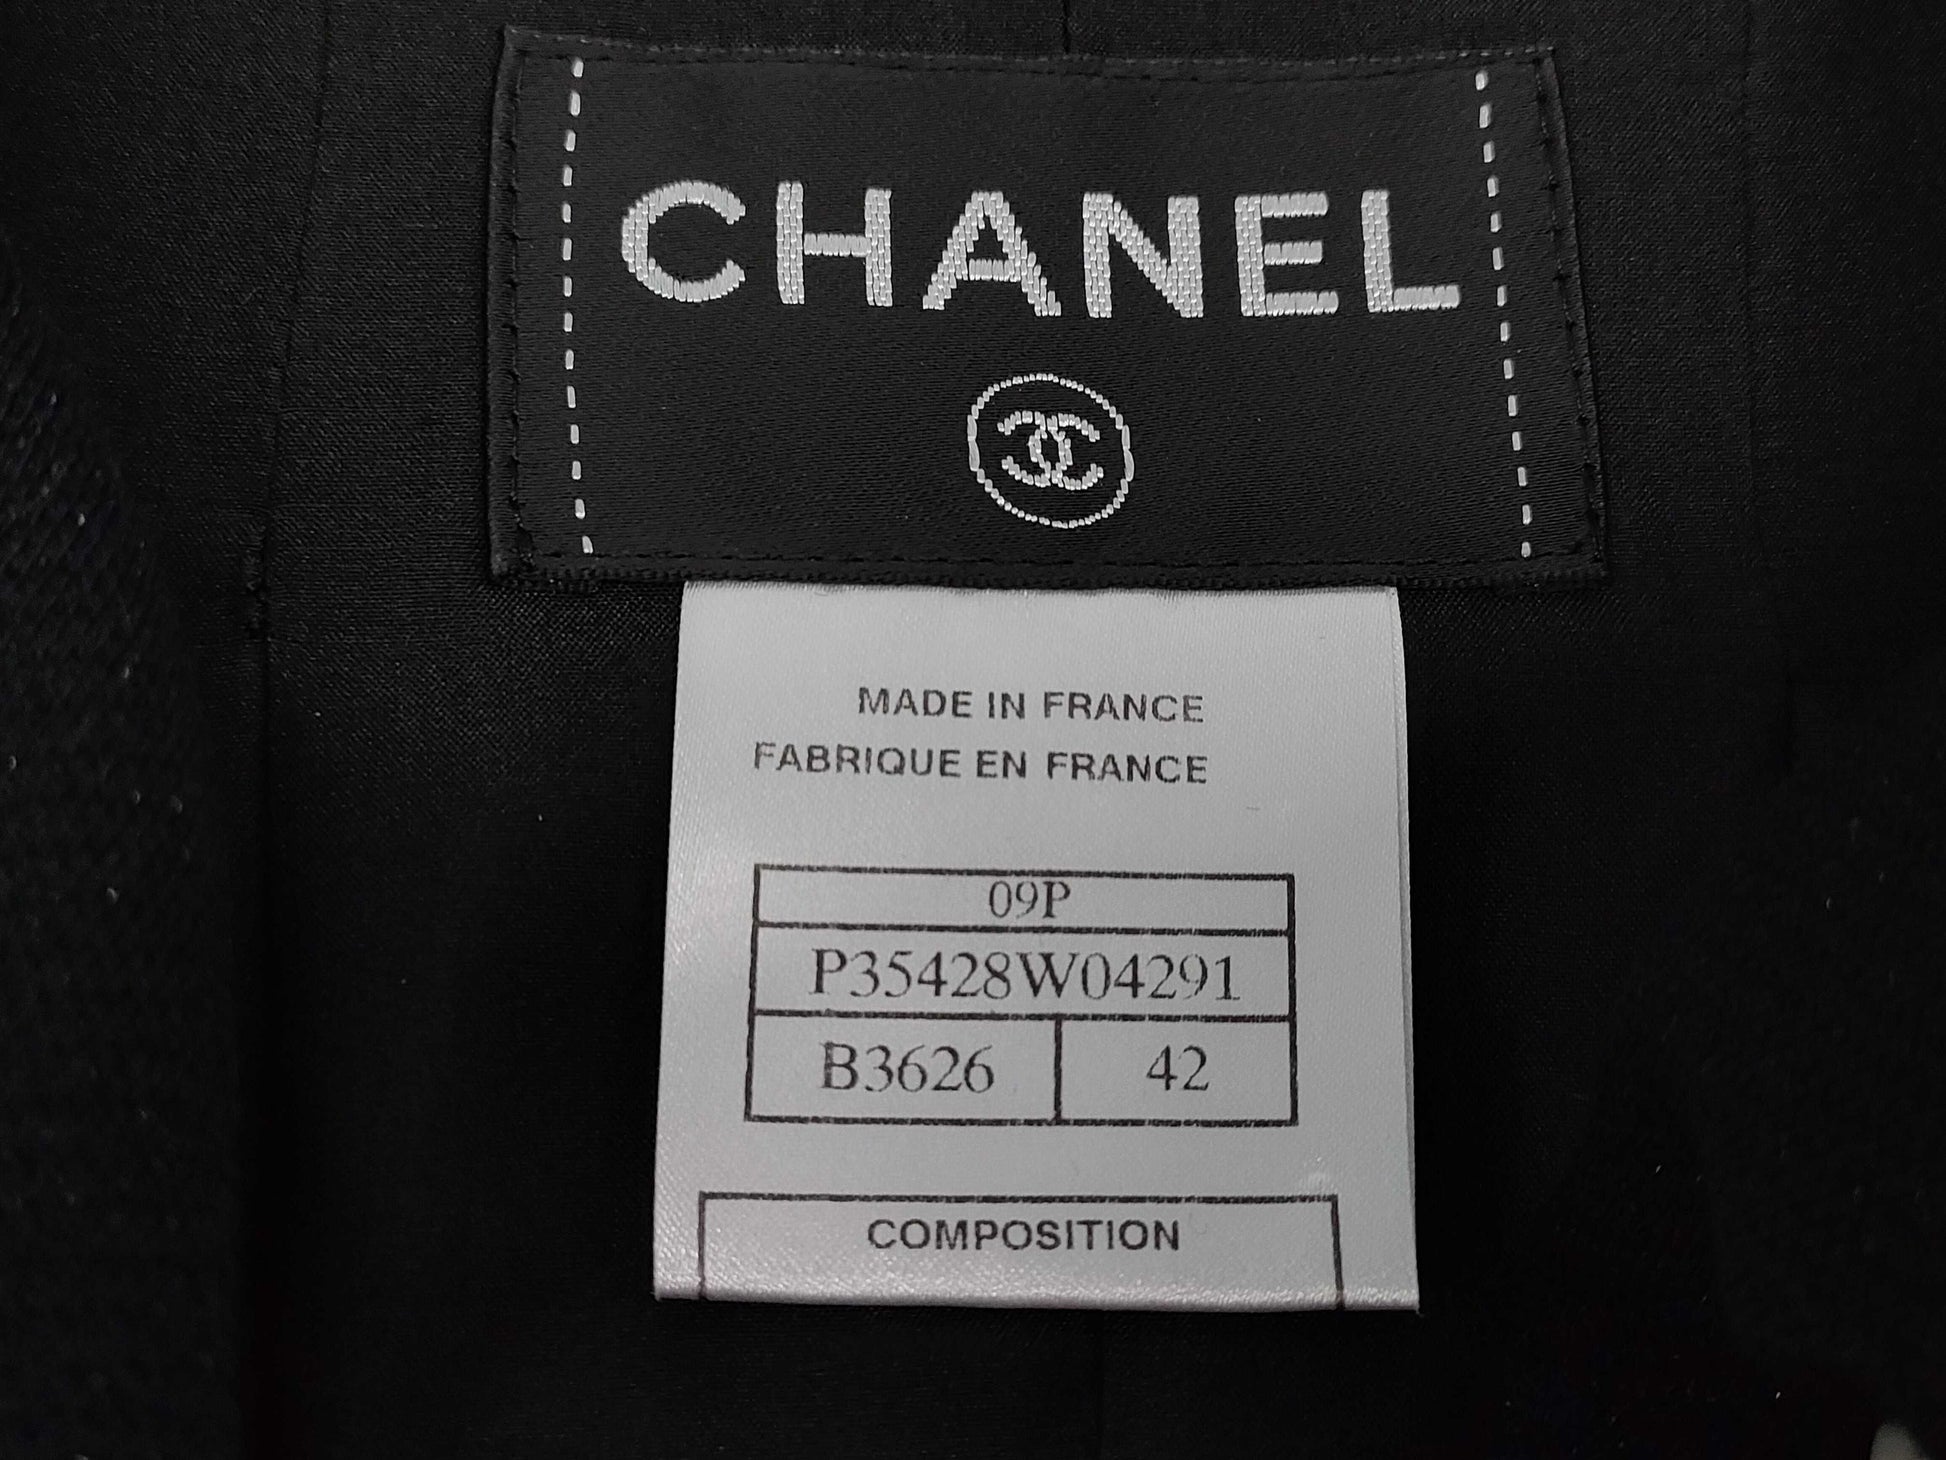 CHANEL
MADE IN FRANCE
FABRIQUE EN FRANCE
09P
P35428W04291
B3626 42
COMPOSITION